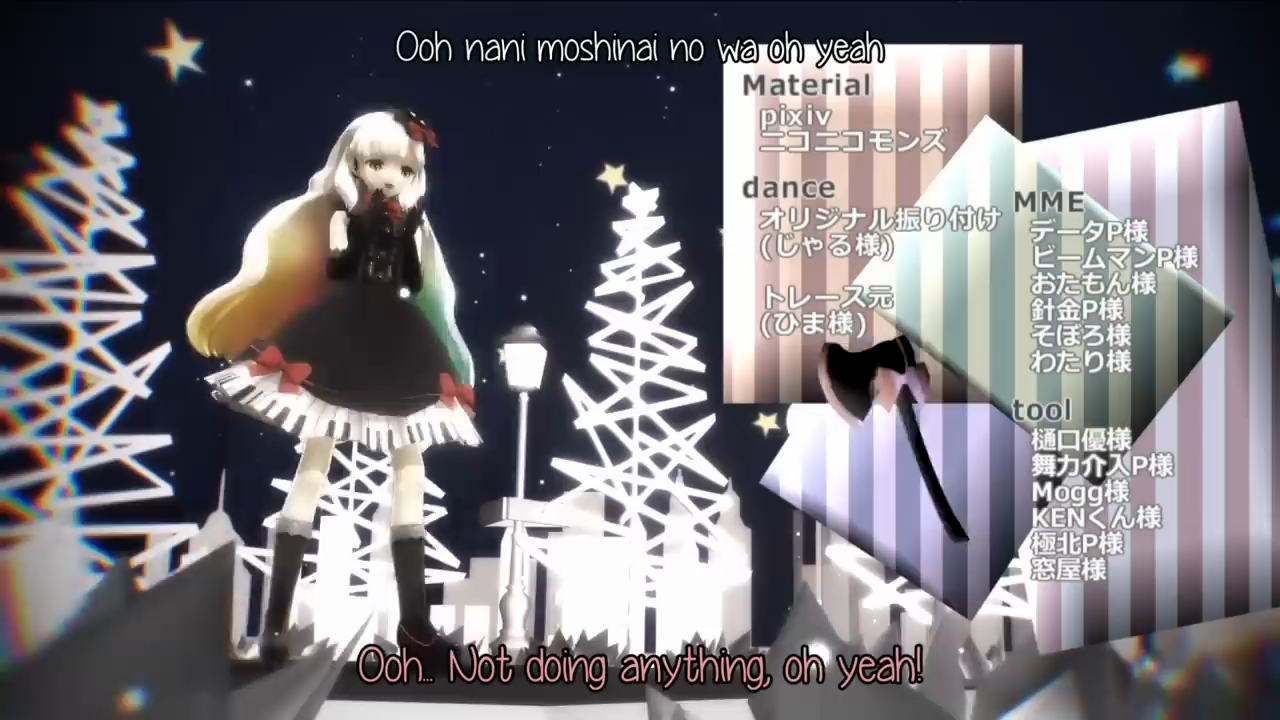 Ooh nani moshinai no wa oh yeah
Material
pixiv
ニコニコモンズ
dance
オリジナル振り付け
(じゃる様)
トレース元
(ひま様)
MME
データP様
ビームマンP様
おたもん様
針金P様
そぼろ様
わたり様
tool
樋口優様
舞力介入P様
Mogg様
KENくん様
極北P様
窓屋様
Ooh... Not doing anything, oh yeah!